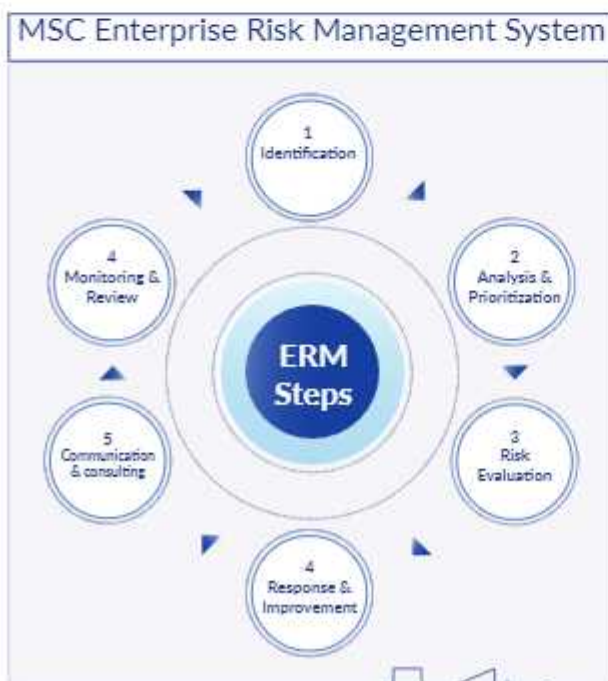 MSC Enterprise Risk Management System
1
Identification
2
Analysis &
Prioritization
3
Risk
Evaluation
4
Response &
Improvement
5
Communication
& consulting
4
Monitoring &
Review
ERM
Steps